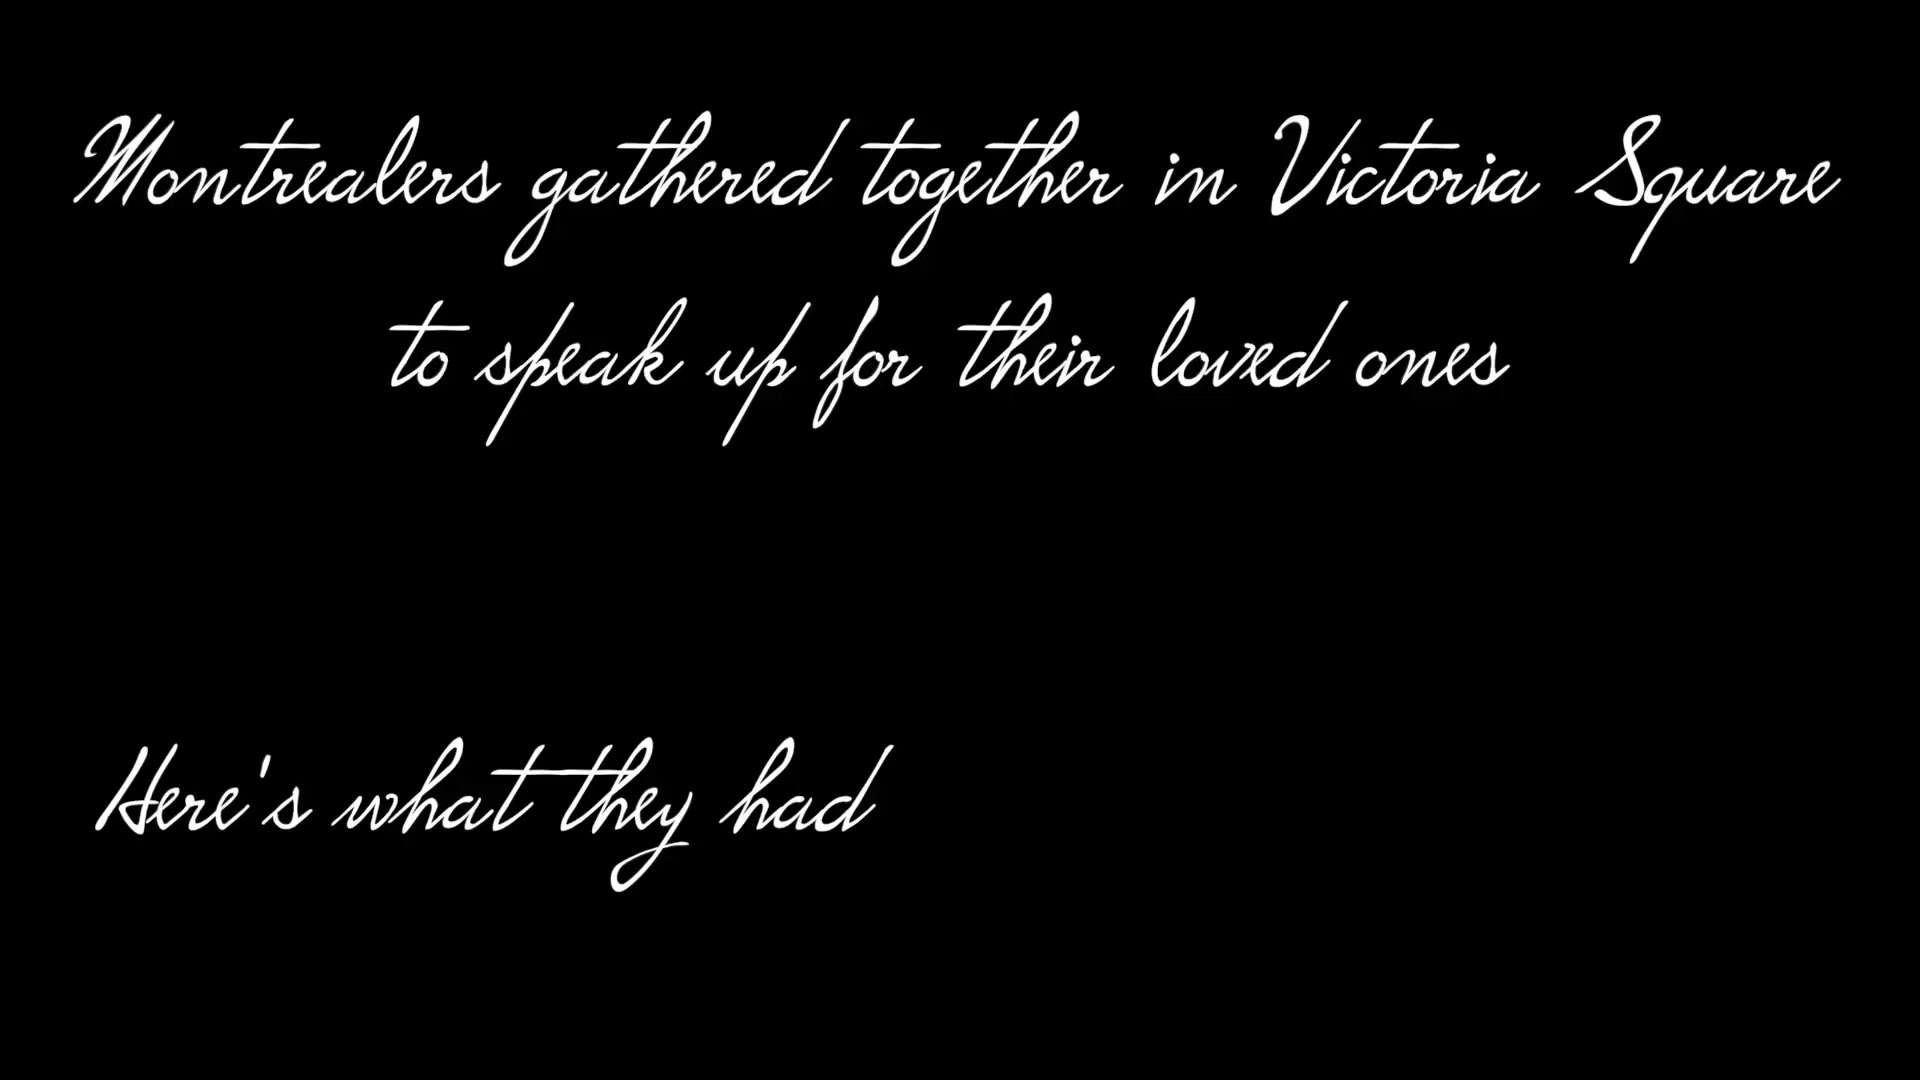 Montrealers gathered together in Victoria Square
to speak up for their loved ones
Here's what they had